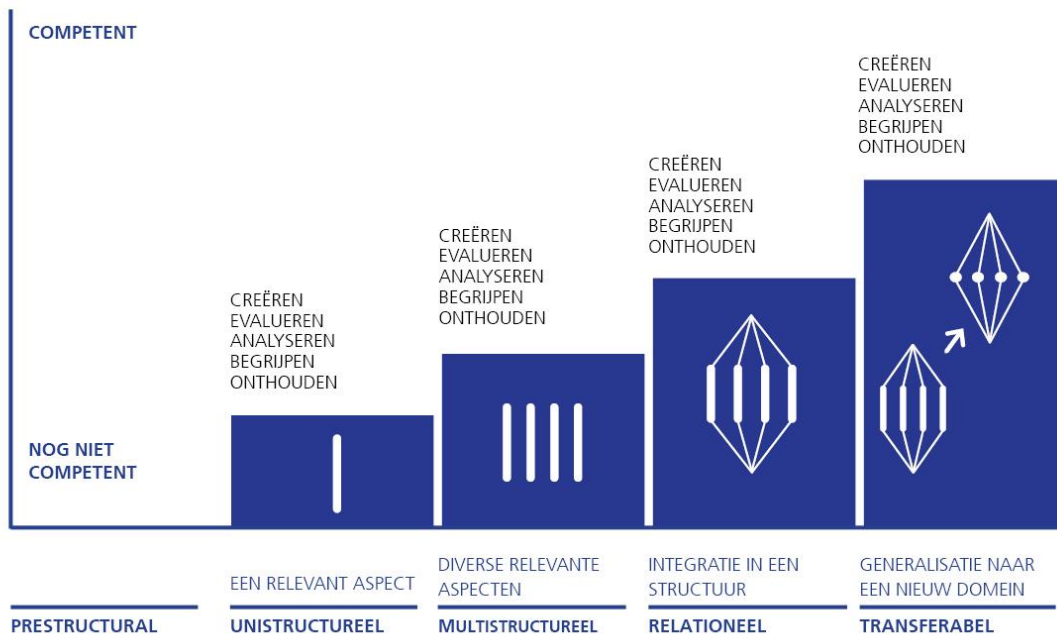 COMPETENT
CREËREN
EVALUEREN
ANALYSEREN
BEGRIJPEN
ONTHOUDEN
CREËREN
EVALUEREN
ANALYSEREN
BEGRIJPEN
ONTHOUDEN
CREËREN
EVALUEREN
ANALYSEREN
BEGRIJPEN
ONTHOUDEN
CREËREN
EVALUEREN
ANALYSEREN
BEGRIJPEN
ONTHOUDEN
NOG NIET
COMPETENT
EEN RELEVANT ASPECT
DIVERSE RELEVANTE
ASPECTEN
INTEGRATIE IN EEN
STRUCTUUR
GENERALISATIE NAAR
EEN NIEUW DOMEIN
PRESTRUCTURAL
UNISTRUCTUREEL
MULTISTRUCTUREEL
RELATIONEEL
TRANSFERABEL